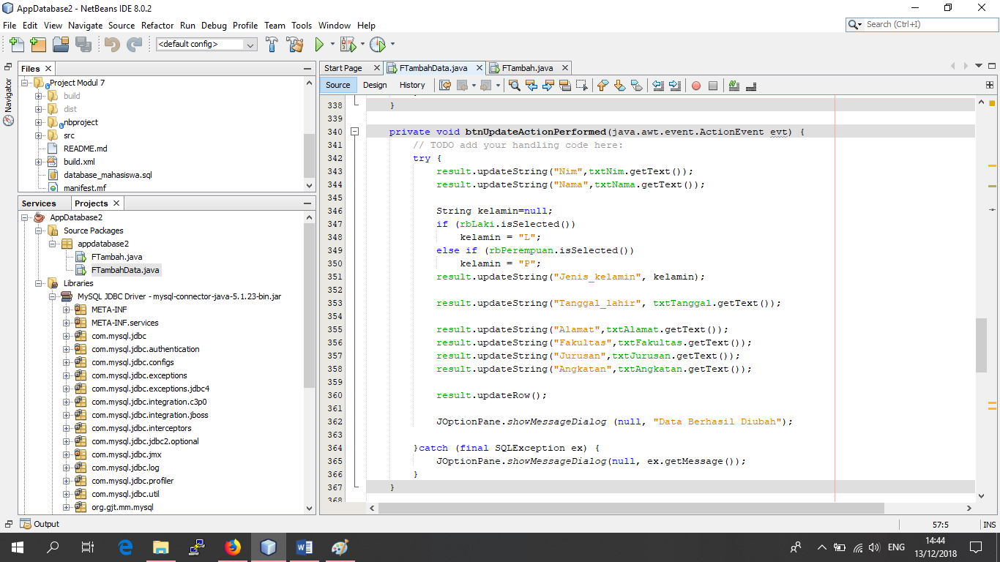 AppDatabase2 - NetBeans IDE 8.0.2
File Edit View Navigate Source Refactor Run Debug Profile Team Tools Window Help
Search (Ctrl+I)
<default config>
Navigator
Files
Project Modul 7
build
dist
nbproject
src
README.md
build.xml
database_mahasiswa.sql
manifest.mf
Services Projects
AppDatabase2
Source Packages
appdatabase2
FTambah.java
FTambahData.java
Libraries
MySQL JDBC Driver - mysql-connector-java-5.1.23-bin.jar
META-INF
META-INF.services
com.mysql.jdbc
com.mysql.jdbc.authentication
com.mysql.jdbc.configs
com.mysql.jdbc.exceptions
com.mysql.jdbc.exceptions.jdbc4
com.mysql.jdbc.integration.c3p0
com.mysql.jdbc.integration.jboss
com.mysql.jdbc.interceptors
com.mysql.jdbc.jdbc2.optional
com.mysql.jdbc.jmx
com.mysql.jdbc.log
com.mysql.jdbc.profiler
com.mysql.jdbc.util
org.gjt.mm.mysql
Start Page FTambahData.java FTambah.java
Source Design History
338 }
339
340 private void btnUpdateActionPerformed(java.awt.event.ActionEvent evt) {
341 // TODO add your handling code here:
342 try {
343 result.updateString("Nim",txtNim.getText());
344 result.updateString("Nama",txtNama.getText());
345
346 String kelamin=null;
347 if (rbLaki.isSelected())
348 kelamin = "L";
349 else if (rbPerempuan.isSelected())
350 kelamin = "P";
351 result.updateString("Jenis_kelamin", kelamin);
352
353 result.updateString("Tanggal_lahir", txtTanggal.getText());
354
355 result.updateString("Alamat",txtAlamat.getText());
356 result.updateString("Fakultas",txtFakultas.getText());
357 result.updateString("Jurusan",txtJurusan.getText());
358 result.updateString("Angkatan",txtAngkatan.getText());
359
360 result.updateRow();
361
362 JOptionPane.showMessageDialog (null, "Data Berhasil Diubah");
363
364 }catch (final SQLException ex) {
365 JOptionPane.showMessageDialog(null, ex.getMessage());
366 }
367 }
368
Output
57:5 INS
ENG
14:44
13/12/2018